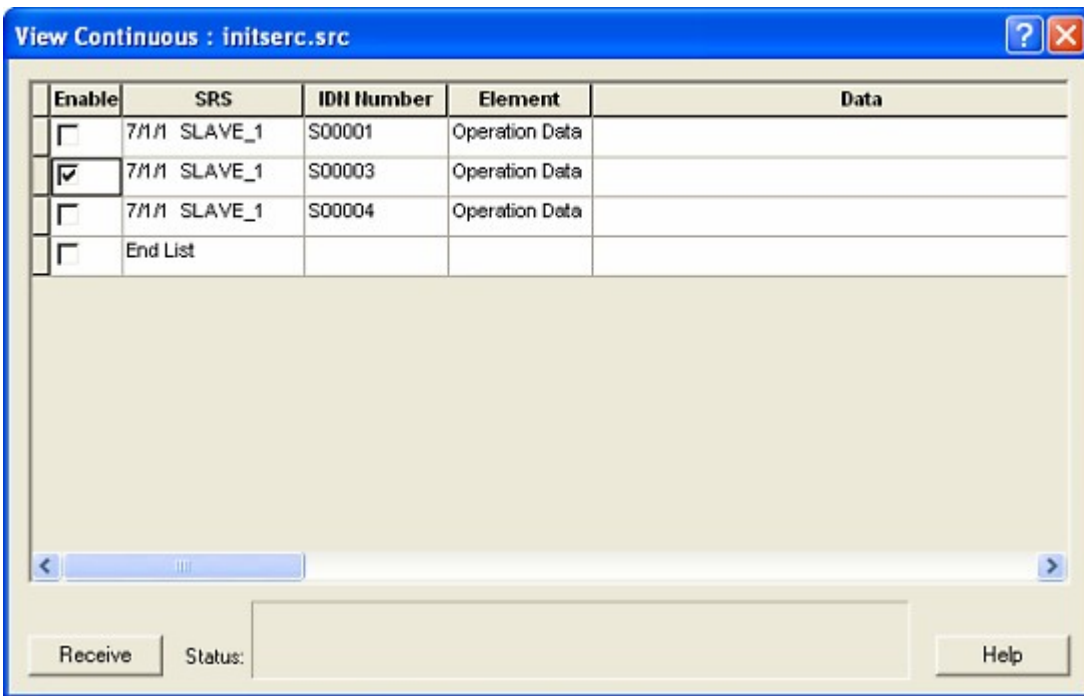 View Continuous : initserc.src
Enable SRS IDN Number Element Data
7/1/1 SLAVE_1 S00001 Operation Data
7/1/1 SLAVE_1 S00003 Operation Data
7/1/1 SLAVE_1 S00004 Operation Data
End List
Receive Status: Help